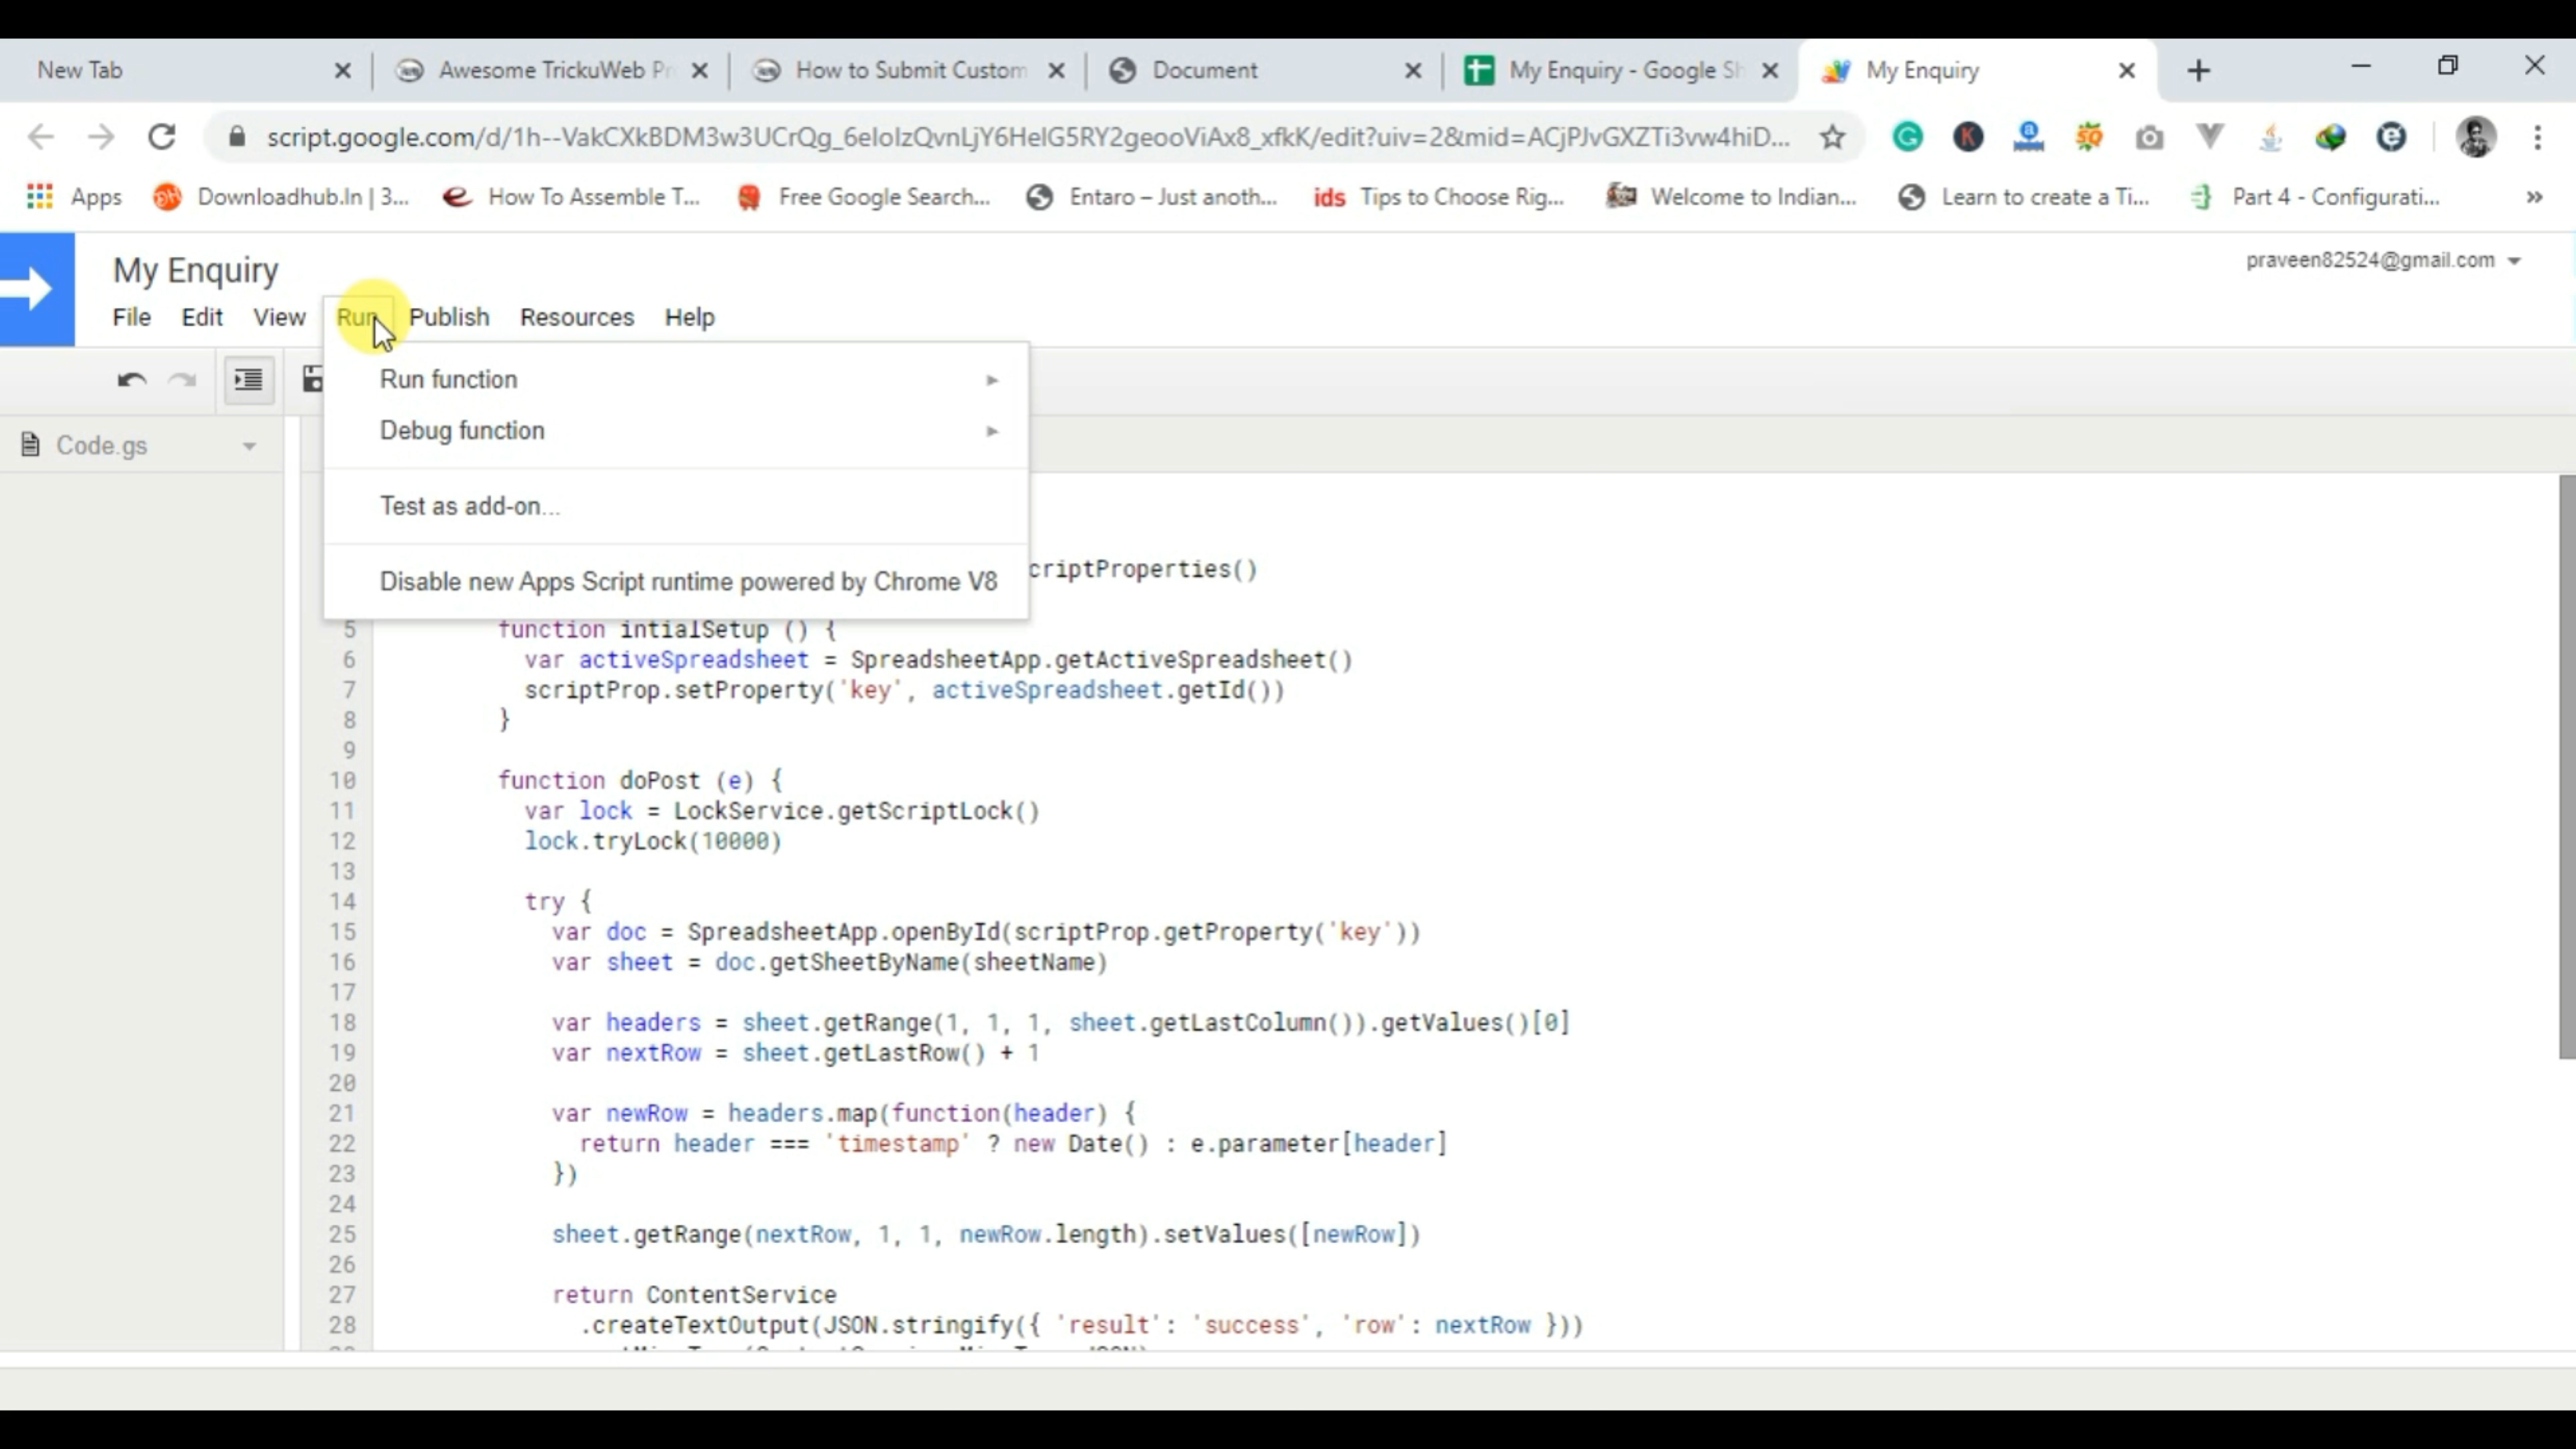 New Tab
Awesome TrickuWeb Pr
How to Submit Custom
Document
My Enquiry - Google Sh
My Enquiry
script.google.com/d/1h--VakCXkBDM3w3UCrQg_6eIoIzQvnLjY6HeIG5RY2geooViAx8_xfkK/edit?uiv=2&mid=ACjPJvGXZTi3vw4hiD...
Apps
Downloadhub.In | 3...
How To Assemble T...
Free Google Search...
Entaro – Just anoth...
ids Tips to Choose Rig...
Welcome to Indian...
Learn to create a Ti...
Part 4 - Configurati...
»
My Enquiry
praveen82524@gmail.com
File Edit View Run Publish Resources Help
Run function
Debug function
Code.gs
Test as add-on...
criptProperties()
Disable new Apps Script runtime powered by Chrome V8
5 function intialSetup () {
6 var activeSpreadsheet = SpreadsheetApp.getActiveSpreadsheet()
7 scriptProp.setProperty('key', activeSpreadsheet.getId())
8 }
9
10 function doPost (e) {
11 var lock = LockService.getScriptLock()
12 lock.tryLock(10000)
13
14 try {
15 var doc = SpreadsheetApp.openById(scriptProp.getProperty('key'))
16 var sheet = doc.getSheetByName(sheetName)
17
18 var headers = sheet.getRange(1, 1, 1, sheet.getLastColumn()).getValues()[0]
19 var nextRow = sheet.getLastRow() + 1
20
21 var newRow = headers.map(function(header) {
22 return header === 'timestamp' ? new Date() : e.parameter[header]
23 })
24
25 sheet.getRange(nextRow, 1, 1, newRow.length).setValues([newRow])
26
27 return ContentService
28 .createTextOutput(JSON.stringify({ 'result': 'success', 'row': nextRow }))